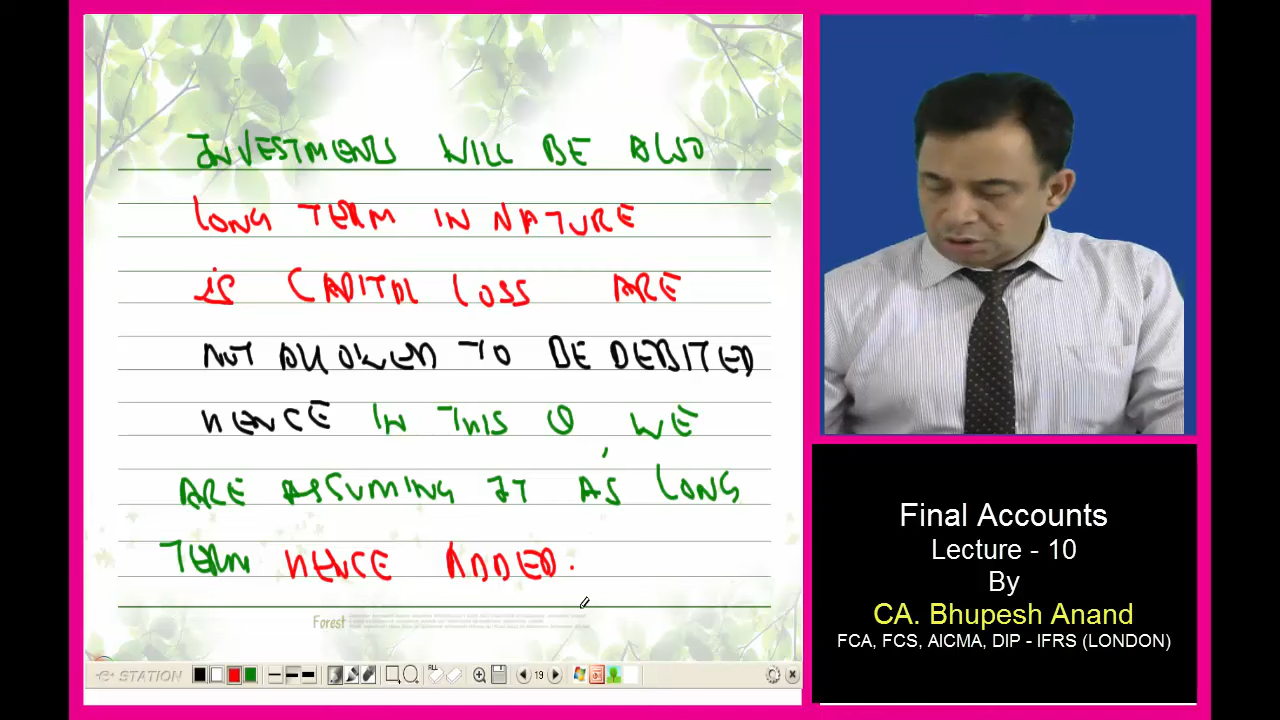 INVESTMENTS WILL BE ALSO
LONG TERM IN NATURE
is CAPITAL LOSS ARE
NOT ALLOWED TO BE DEBITED
HENCE IN THIS Q, WE
ARE ASSUMING IT AS LONG
TERM HENCE ADDED.
Forest
e-STATION
19
Final Accounts
Lecture - 10
By
CA. Bhupesh Anand
FCA, FCS, AICMA, DIP - IFRS (LONDON)